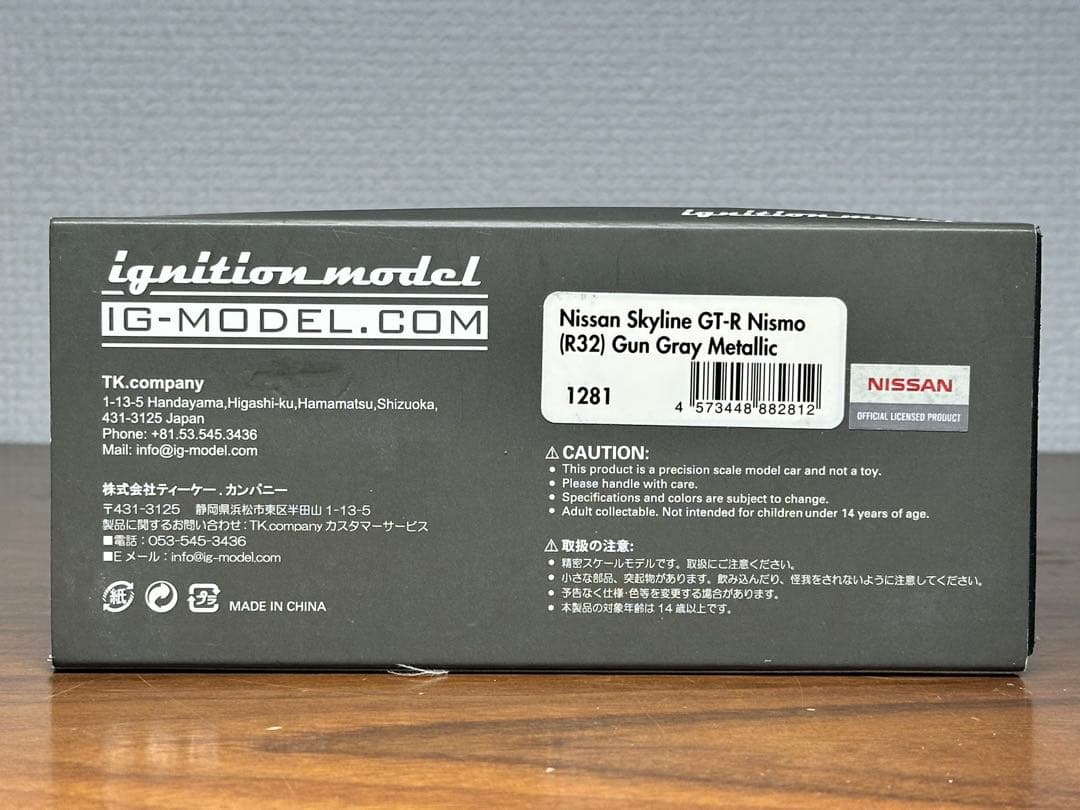 ignition model
ignition model
IG-MODEL.COM
TK.company
1-13-5 Handayama,Higashi-ku,Hamamatsu,Shizuoka,
431-3125 Japan
Phone: +81.53.545.3436
Mail: info@ig-model.com
株式会社ティーケー.カンパニー
〒431-3125 静岡県浜松市東区半田山1-13-5
製品に関するお問い合わせ:TK.company カスタマーサービス
■電話:053-545-3436
■Eメール:info@ig-model.com
紙
プラ
MADE IN CHINA
Nissan Skyline GT-R Nismo
(R32) Gun Gray Metallic
1281
4 573448 882812
NISSAN
OFFICIAL LICENSED PRODUCT
⚠ CAUTION:
● This product is a precision scale model car and not a toy.
● Please handle with care.
● Specifications and colors are subject to change.
● Adult collectable. Not intended for children under 14 years of age.
⚠ 取扱の注意:
● 精密スケールモデルです。取扱にご注意ください。
● 小さな部品、突起物があります。飲み込んだり、怪我をされないように注意してください。
● 予告なく仕様・色等を変更する場合があります。
● 本製品の対象年齢は14歳以上です。